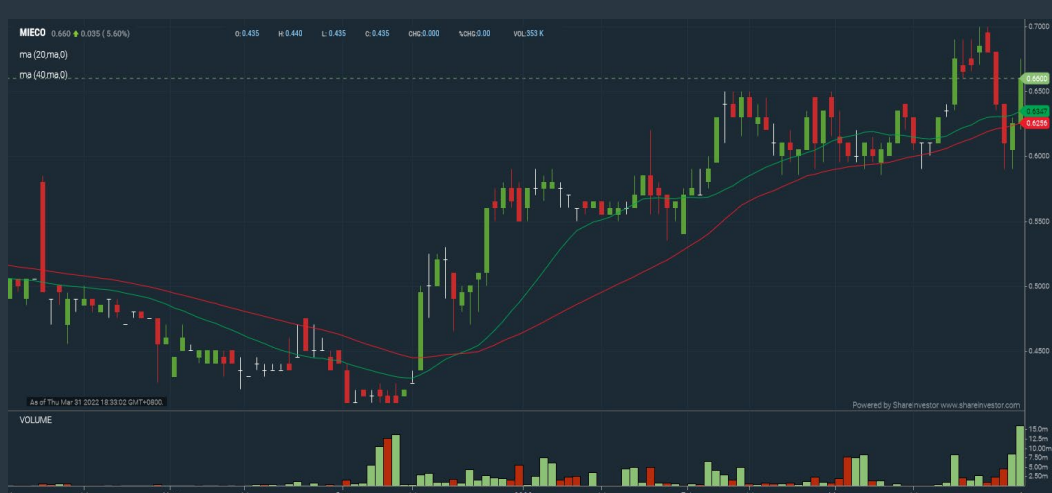 MIECO 0.660 0.035 ( 5.60%) O: 0.435 H: 0.440 L: 0.435 C: 0.435 CHG:0.000 %CHG:0.00 VOL:353 K
ma (20,ma,0)
ma (40,ma,0)
0.7000
0.6600
0.6500
0.6347
0.6256
0.6000
0.5500
0.5000
0.4500
As of Thu Mar 31 2022 18:33:02 GMT+0800.
Powered by ShareInvestor www.shareinvestor.com
VOLUME
15.0m
12.5m
10.00m
7.50m
5.00m
2.50m